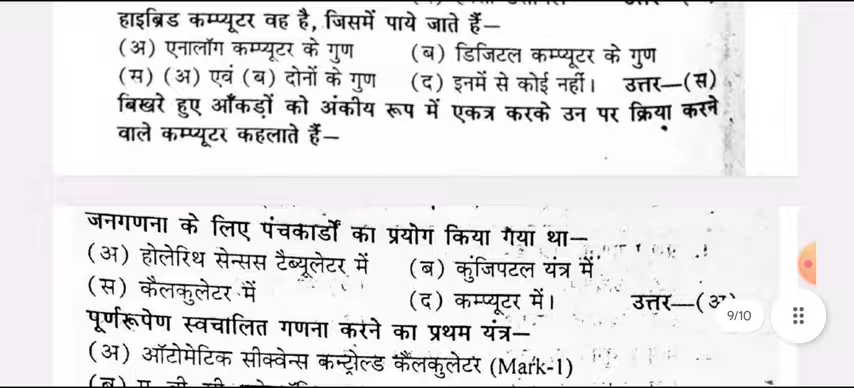 हाइब्रिड कम्प्यूटर वह है, जिसमें पाये जाते हैं—
(अ) एनालॉग कम्प्यूटर के गुण (ब) डिजिटल कम्प्यूटर के गुण
(स) (अ) एवं (ब) दोनों के गुण (द) इनमें से कोई नहीं। उत्तर—(स)
बिखरे हुए आँकड़ों को अंकीय रूप में एकत्र करके उन पर क्रिया करने
वाले कम्प्यूटर कहलाते हैं—
जनगणना के लिए पंचकार्डों का प्रयोग किया गया था—
(अ) होलेरिथ सेन्सस टैब्यूलेटर में (ब) कुंजिपटल यंत्र में
(स) कैलकुलेटर में (द) कम्प्यूटर में। उत्तर—(अ)
9/10
पूर्णरूपेण स्वचालित गणना करने का प्रथम यंत्र—
(अ) ऑटोमेटिक सीक्वेन्स कन्ट्रोल्ड कैलकुलेटर (Mark-1)